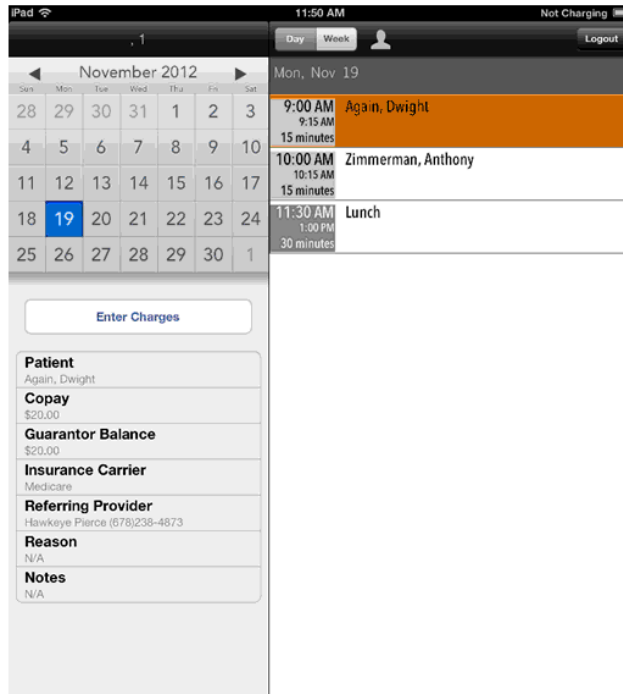 iPad 11:50 AM Not Charging
, 1
Day Week Logout
November 2012
Sun Mon Tue Wed Thu Fri Sat
28 29 30 31 1 2 3
4 5 6 7 8 9 10
11 12 13 14 15 16 17
18 19 20 21 22 23 24
25 26 27 28 29 30 1
Enter Charges
Patient
Again, Dwight
Copay
$20.00
Guarantor Balance
$20.00
Insurance Carrier
Medicare
Referring Provider
Hawkeye Pierce (678)238-4873
Reason
N/A
Notes
N/A
Mon, Nov 19
9:00 AM Again, Dwight
9:15 AM
15 minutes
10:00 AM Zimmerman, Anthony
10:15 AM
15 minutes
11:30 AM Lunch
1:00 PM
30 minutes